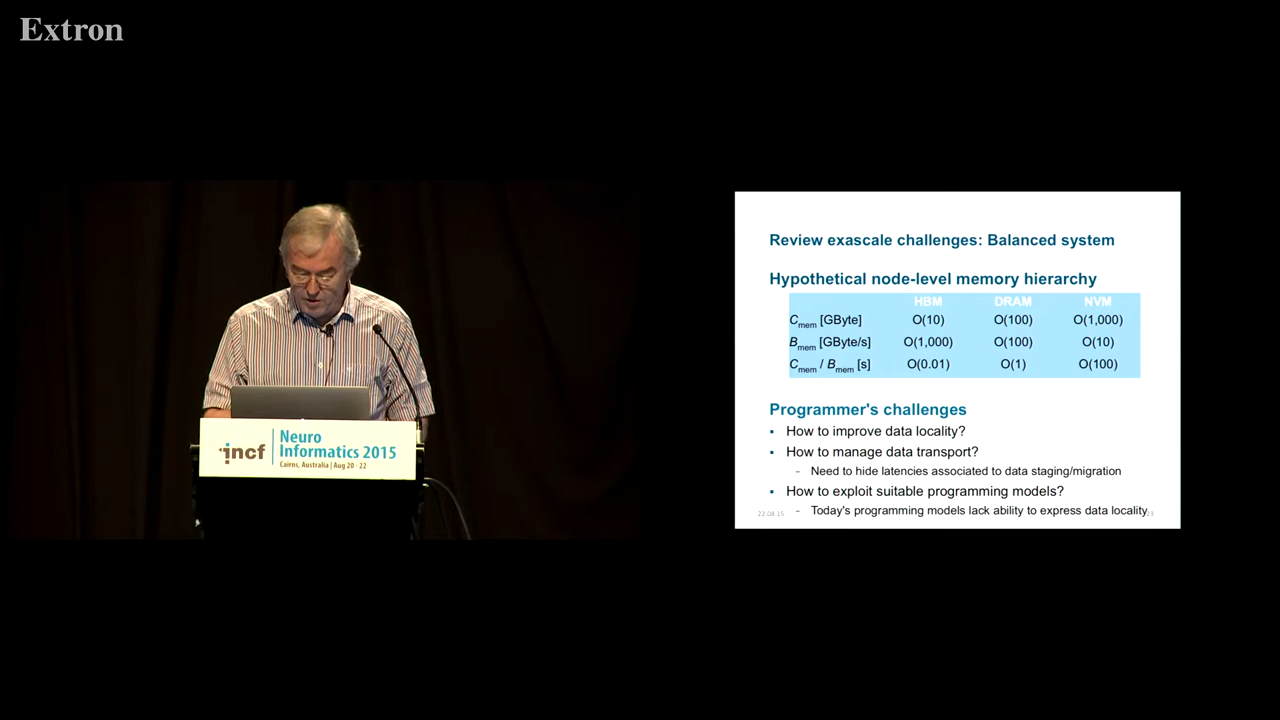 Extron
incf
Neuro
Informatics 2015
Cairns, Australia | Aug 20 - 22
Review exascale challenges: Balanced system
Hypothetical node-level memory hierarchy
HBM DRAM NVM
Cmem [GByte] O(10) O(100) O(1,000)
Bmem [GByte/s] O(1,000) O(100) O(10)
Cmem / Bmem [s] O(0.01) O(1) O(100)
Programmer's challenges
▪ How to improve data locality?
▪ How to manage data transport?
– Need to hide latencies associated to data staging/migration
▪ How to exploit suitable programming models?
– Today's programming models lack ability to express data locality
22.08.15 23